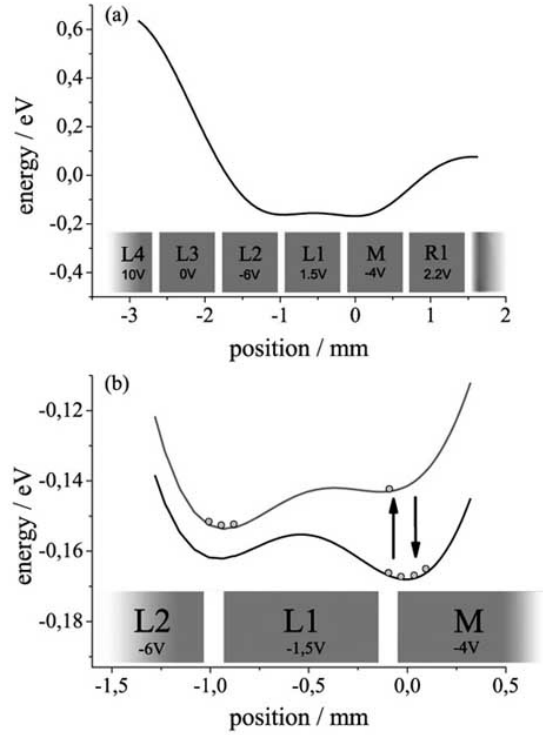 (a)
0,6
0,4
0,2
0,0
-0,2
-0,4
energy / eV
L4 L3 L2 L1 M R1
10V 0V -6V 1.5V -4V 2.2V
-3 -2 -1 0 1 2
position / mm
(b)
-0,12
-0,14
-0,16
-0,18
energy / eV
L2 L1 M
-6V -1,5V -4V
-1,5 -1,0 -0,5 0,0 0,5
position / mm